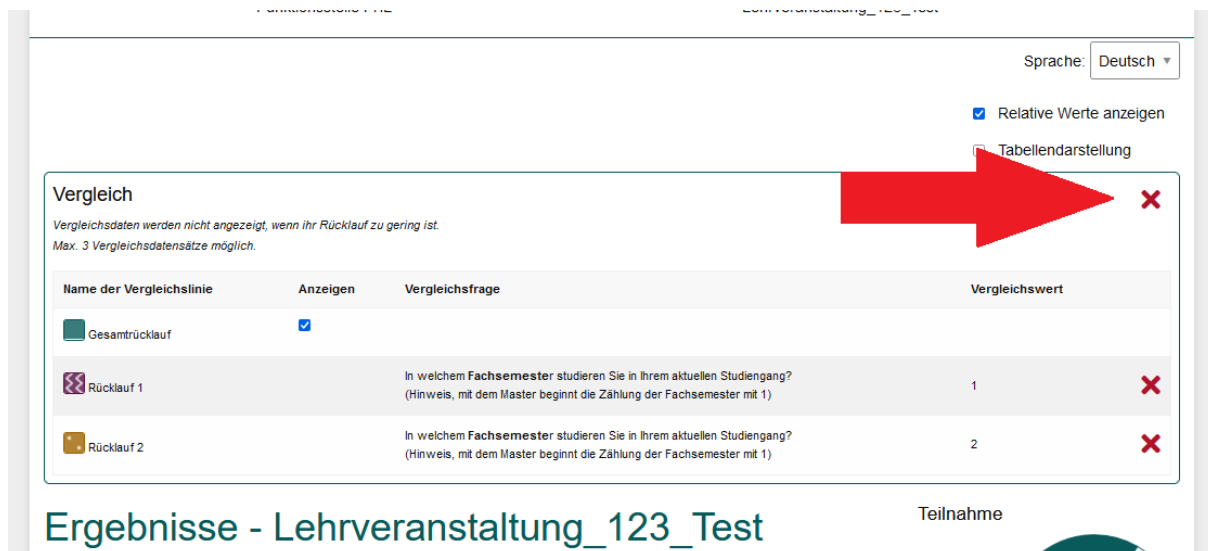 Sprache: Deutsch
Relative Werte anzeigen
Tabellendarstellung
Vergleich
Vergleichsdaten werden nicht angezeigt, wenn ihr Rücklauf zu gering ist.
Max. 3 Vergleichsdatensätze möglich.
Name der Vergleichslinie Anzeigen Vergleichsfrage Vergleichswert
Gesamtrücklauf
In welchem Fachsemester studieren Sie in Ihrem aktuellen Studiengang?
Rücklauf 1 1
(Hinweis, mit dem Master beginnt die Zählung der Fachsemester mit 1)
In welchem Fachsemester studieren Sie in Ihrem aktuellen Studiengang?
Rücklauf 2 2
(Hinweis, mit dem Master beginnt die Zählung der Fachsemester mit 1)
Ergebnisse - Lehrveranstaltung_123_Test
Teilnahme